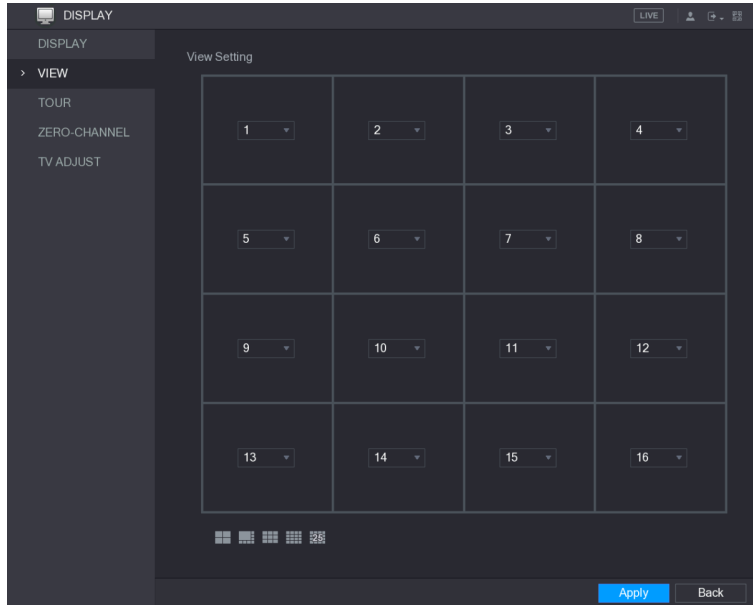 DISPLAY
LIVE
DISPLAY
VIEW
TOUR
ZERO-CHANNEL
TV ADJUST
View Setting
1 2 3 4
5 6 7 8
9 10 11 12
13 14 15 16
25
Apply Back